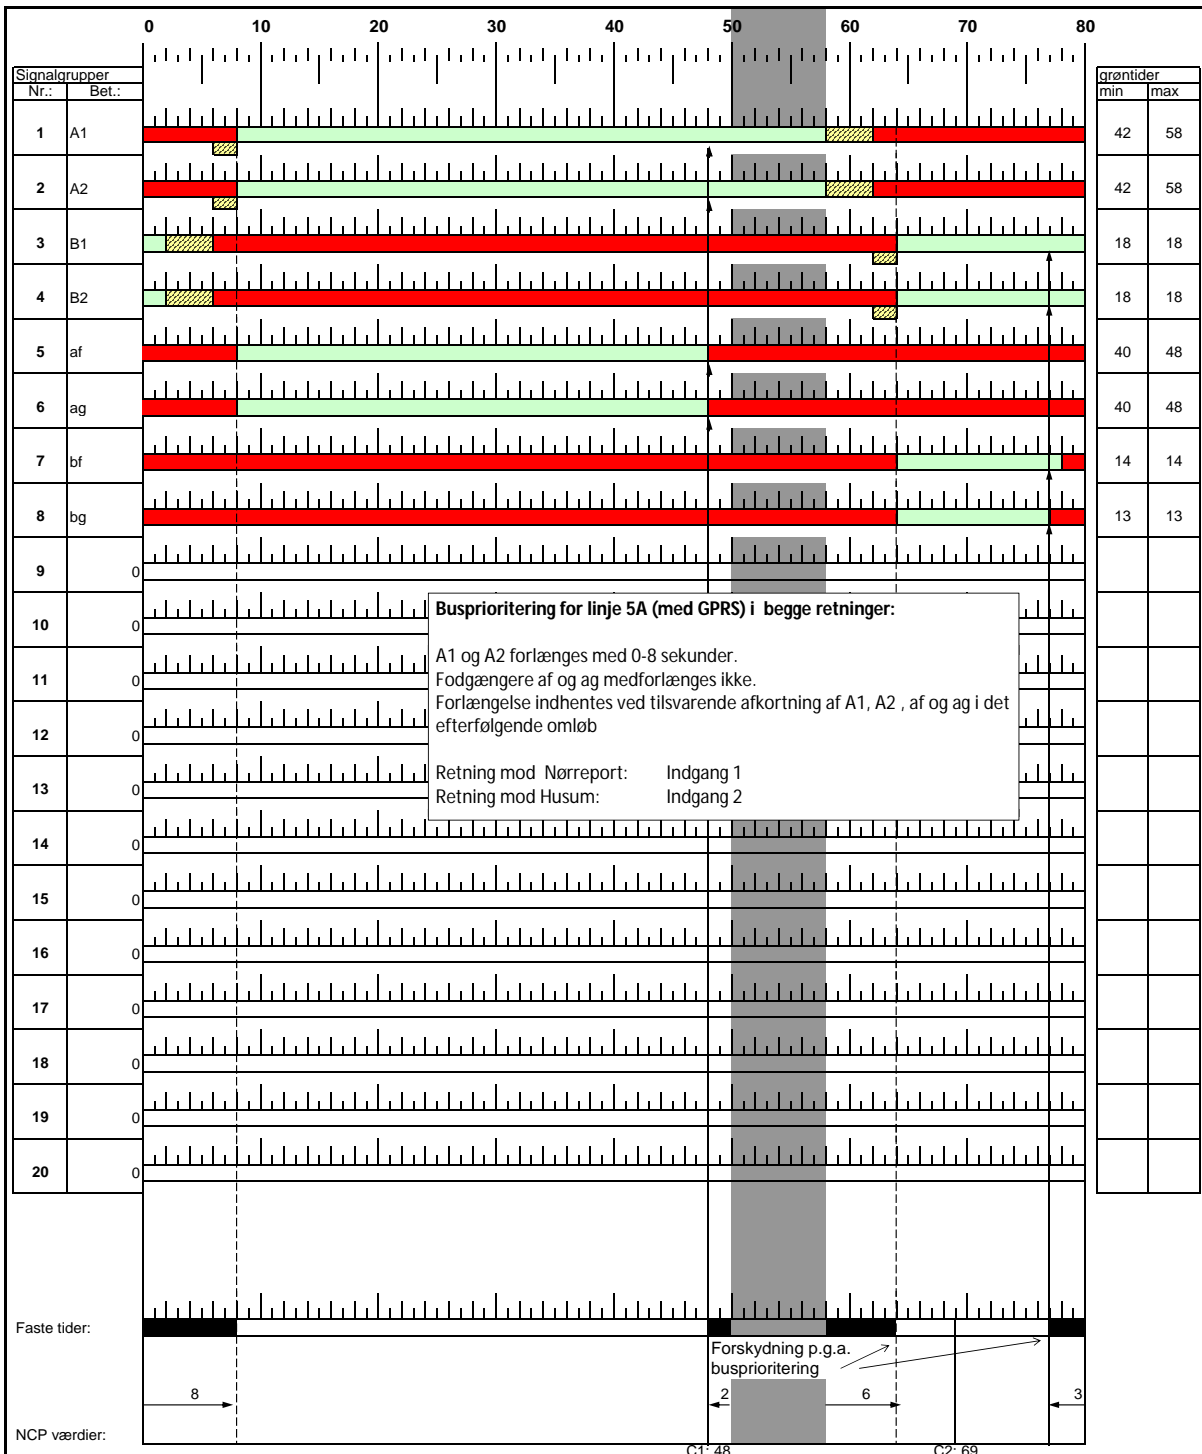 0 10 20 30 40 50 60 70 80
Signalgrupper grøntider
Nr.: Bet.: min max
1 A1 42 58
2 A2 42 58
3 B1 18 18
4 B2 18 18
5 af 40 48
6 ag 40 48
7 bf 14 14
8 bg 13 13
9 0
10 0
11 0
12 0
13 0
14 0
15 0
16 0
17 0
18 0
19 0
20 0
Busprioritering for linje 5A (med GPRS) i begge retninger:
A1 og A2 forlænges med 0-8 sekunder.
Fodgængere af og ag medforlænges ikke.
Forlængelse indhentes ved tilsvarende afkortning af A1, A2 , af og ag i det
efterfølgende omløb
Retning mod Nørreport: Indgang 1
Retning mod Husum: Indgang 2
Faste tider:
Forskydning p.g.a.
busprioritering
8 2 6 3
NCP værdier:
C1: 48 C2: 69